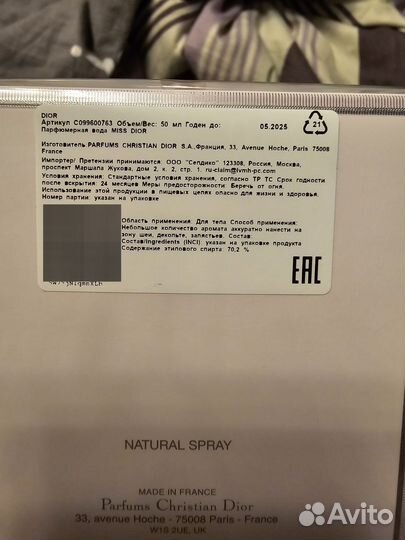 DIOR
Артикул C099600763 Объем/Вес: 50 мл Годен до: 05.2025
Парфюмерная вода MISS DIOR
21
Изготовитель PARFUMS CHRISTIAN DIOR S.A.,Франция, 33, Avenue Hoche, Paris 75008
France
Импортер/ Претензии принимаются: ООО "Селдико" 123308, Россия, Москва,
проспект Маршала Жукова, дом 2, к. 2, стр. 1. ru-claim@lvmh-pc.com
Условия хранения: Стандартные условия хранения, согласно ТР ТС Срок годности
после вскрытия: 24 месяцев Меры предосторожности: Беречь от огня.
Использование этой продукции в пищевых целях опасно для жизни и здоровья.
Номер партии: указан на упаковке
Область применения: Для тела Способ применения:
Небольшое количество аромата аккуратно нанести на
зону шеи, декольте, запястьев. Состав:
Состав/Ingredients (INCI): указан на упаковке продукта
Содержание этилового спирта: 70,2 %
EAC
NATURAL SPRAY
MADE IN FRANCE
Parfums Christian Dior
33, avenue Hoche - 75008 Paris - France
W1S 2UE, UK
Avito